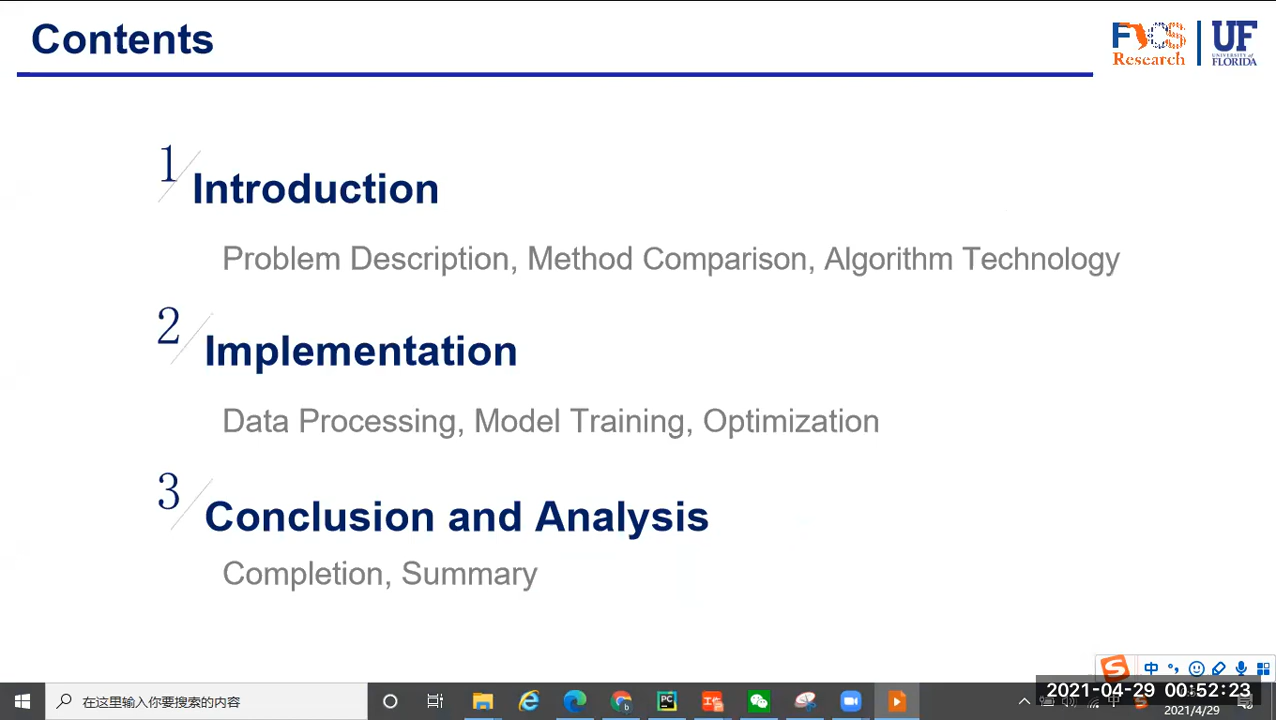 Contents
FICS
Research
UF
UNIVERSITY of
FLORIDA
1
Introduction
Problem Description, Method Comparison, Algorithm Technology
2
Implementation
Data Processing, Model Training, Optimization
3
Conclusion and Analysis
Completion, Summary
中
在这里输入你要搜索的内容
PC
2021-04-29 00:52:23
2021/4/29